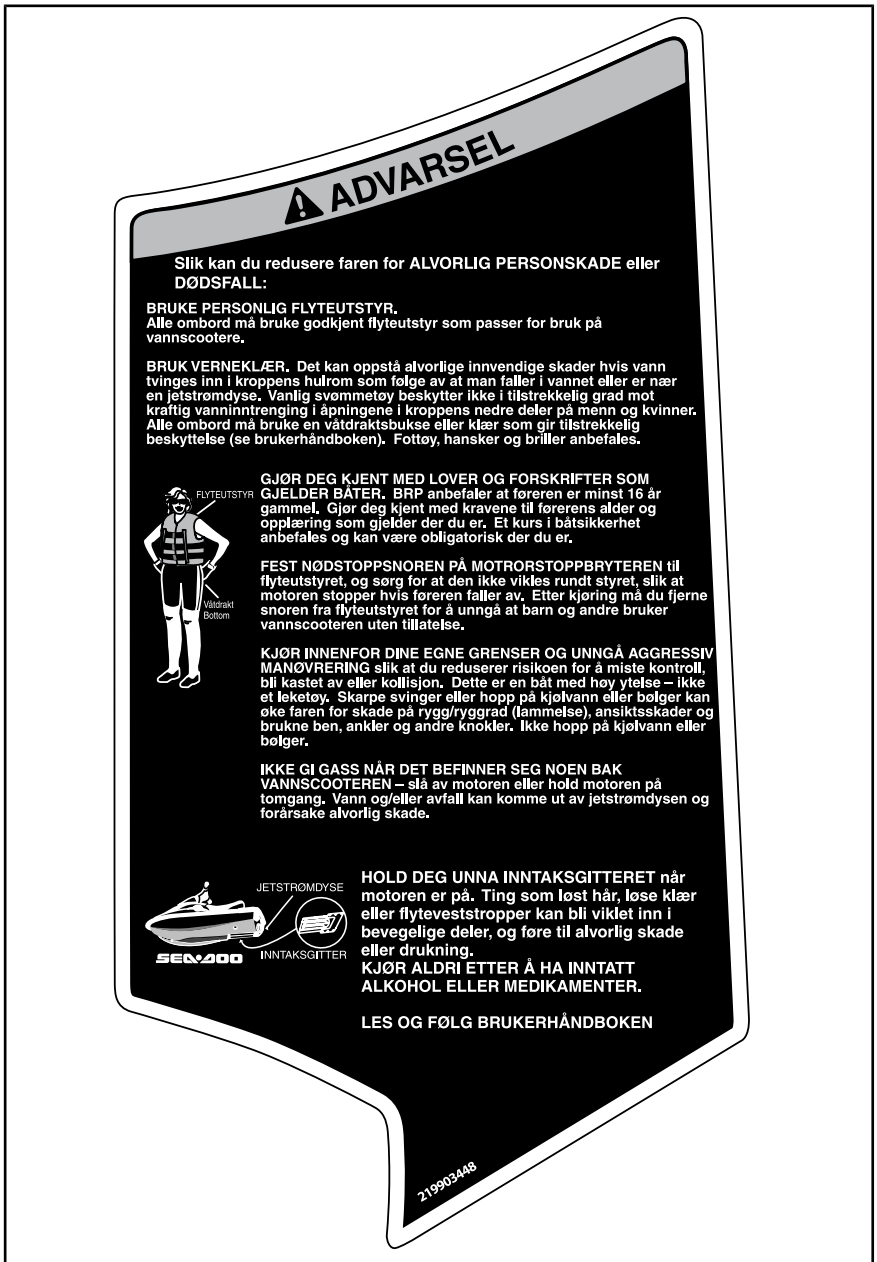 ADVARSEL
Slik kan du redusere faren for ALVORLIG PERSONSKADE eller
DØDSFALL:
BRUKE PERSONLIG FLYTEUTSTYR.
Alle ombord må bruke godkjent flyteutstyr som passer for bruk på
vannscootere.
BRUK VERNEKLÆR. Det kan oppstå alvorlige innvendige skader hvis vann
tvinges inn i kroppens hulrom som følge av at man faller i vannet eller er nær
en jetstrømdyse. Vanlig svømmetøy beskytter ikke i tilstrekkelig grad mot
kraftig vanninntrenging i åpningene i kroppens nedre deler på menn og kvinner.
Alle ombord må bruke en våtdraktsbukse eller klær som gir tilstrekkelig
beskyttelse (se brukerhåndboken). Fottøy, hansker og briller anbefales.
FLYTEUTSTYR
Våtdrakt
Bottom
GJØR DEG KJENT MED LOVER OG FORSKRIFTER SOM
GJELDER BÅTER. BRP anbefaler at føreren er minst 16 år
gammel. Gjør deg kjent med kravene til førerens alder og
opplæring som gjelder der du er. Et kurs i båtsikkerhet
anbefales og kan være obligatorisk der du er.
FEST NØDSTOPPSNOREN PÅ MOTRORSTOPPBRYTEREN til
flyteutstyret, og sørg for at den ikke vikles rundt styret, slik at
motoren stopper hvis føreren faller av. Etter kjøring må du fjerne
snoren fra flyteutstyret for å unngå at barn og andre bruker
vannscooteren uten tillatelse.
KJØR INNENFOR DINE EGNE GRENSER OG UNNGÅ AGGRESSIV
MANØVRERING slik at du reduserer risikoen for å miste kontroll,
bli kastet av eller kollisjon. Dette er en båt med høy ytelse – ikke
et leketøy. Skarpe svinger eller hopp på kjølvann eller bølger kan
øke faren for skade på rygg/ryggrad (lammelse), ansiktsskader og
brukne ben, ankler og andre knokler. Ikke hopp på kjølvann eller
bølger.
IKKE GI GASS NÅR DET BEFINNER SEG NOEN BAK
VANNSCOOTEREN – slå av motoren eller hold motoren på
tomgang. Vann og/eller avfall kan komme ut av jetstrømdysen og
forårsake alvorlig skade.
JETSTRØMDYSE
INNTAKSGITTER
SEA-DOO
HOLD DEG UNNA INNTAKSGITTERET når
motoren er på. Ting som løst hår, løse klær
eller flyteveststropper kan bli viklet inn i
bevegelige deler, og føre til alvorlig skade
eller drukning.
KJØR ALDRI ETTER Å HA INNTATT
ALKOHOL ELLER MEDIKAMENTER.
LES OG FØLG BRUKERHÅNDBOKEN
219903448